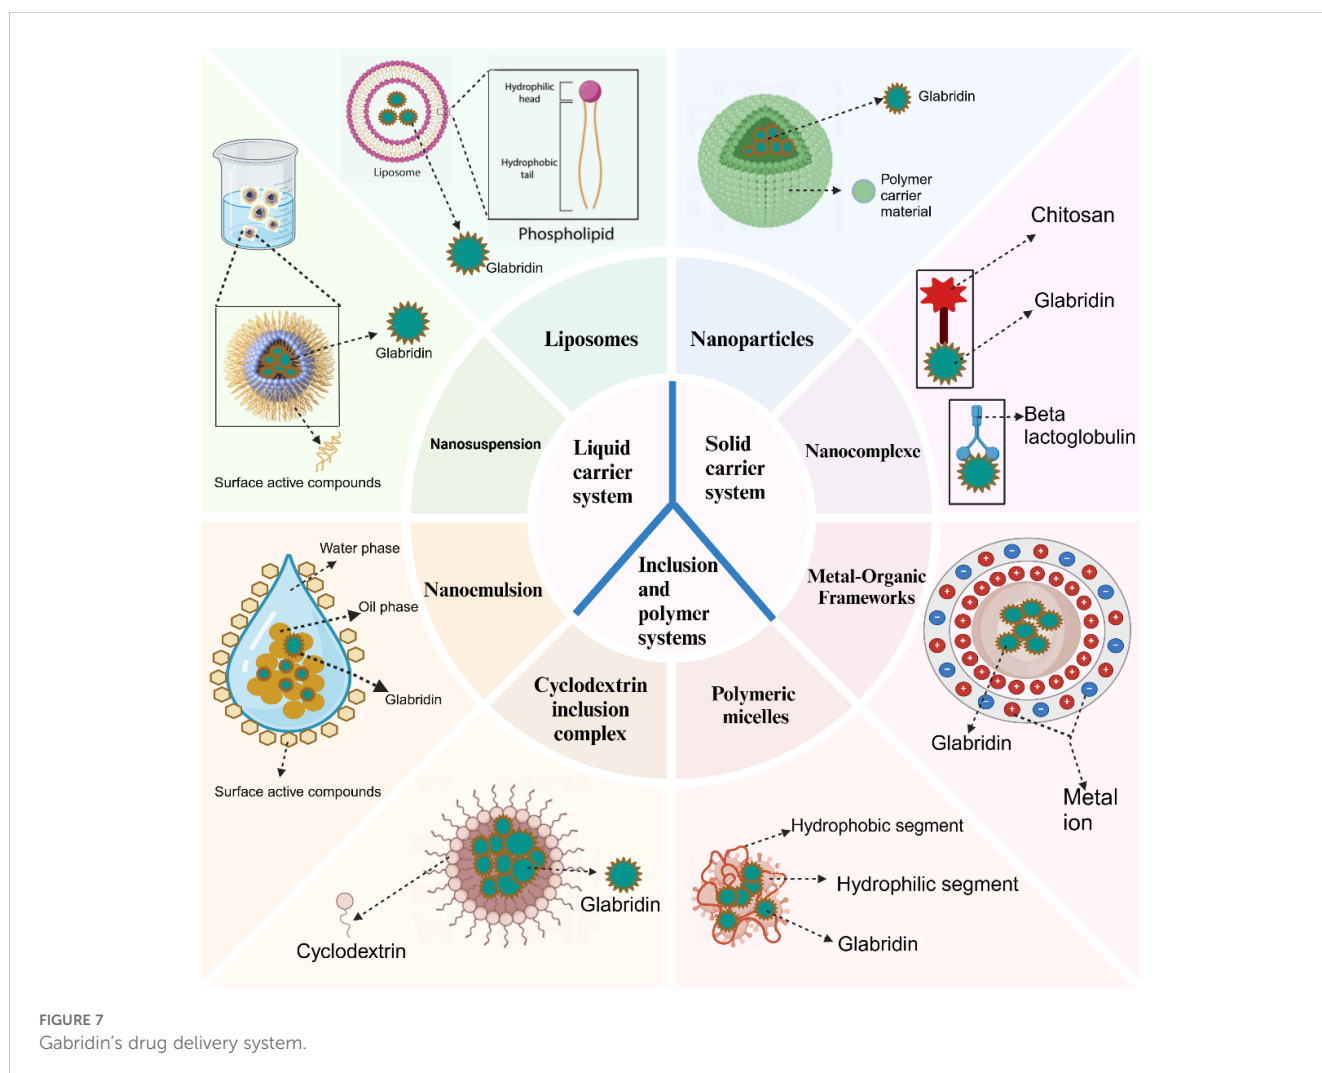 Hydrophilic
head
Hydrophobic
tail
Liposome
Phospholipid
Glabridin
Glabridin
Polymer
carrier
material
Chitosan
Glabridin
Beta
lactoglobulin
Glabridin
Surface active compounds
Liposomes
Nanoparticles
Nanosuspension
Nanocomplexe
Liquid
carrier
system
Solid
carrier
system
Inclusion
and
polymer
systems
Nanoemulsion
Metal-Organic
Frameworks
Cyclodextrin
inclusion
complex
Polymeric
micelles
Water phase
Oil phase
Glabridin
Surface active compounds
Glabridin
Metal
ion
Glabridin
Cyclodextrin
Hydrophobic segment
Hydrophilic segment
Glabridin
FIGURE 7
Gabridin's drug delivery system.